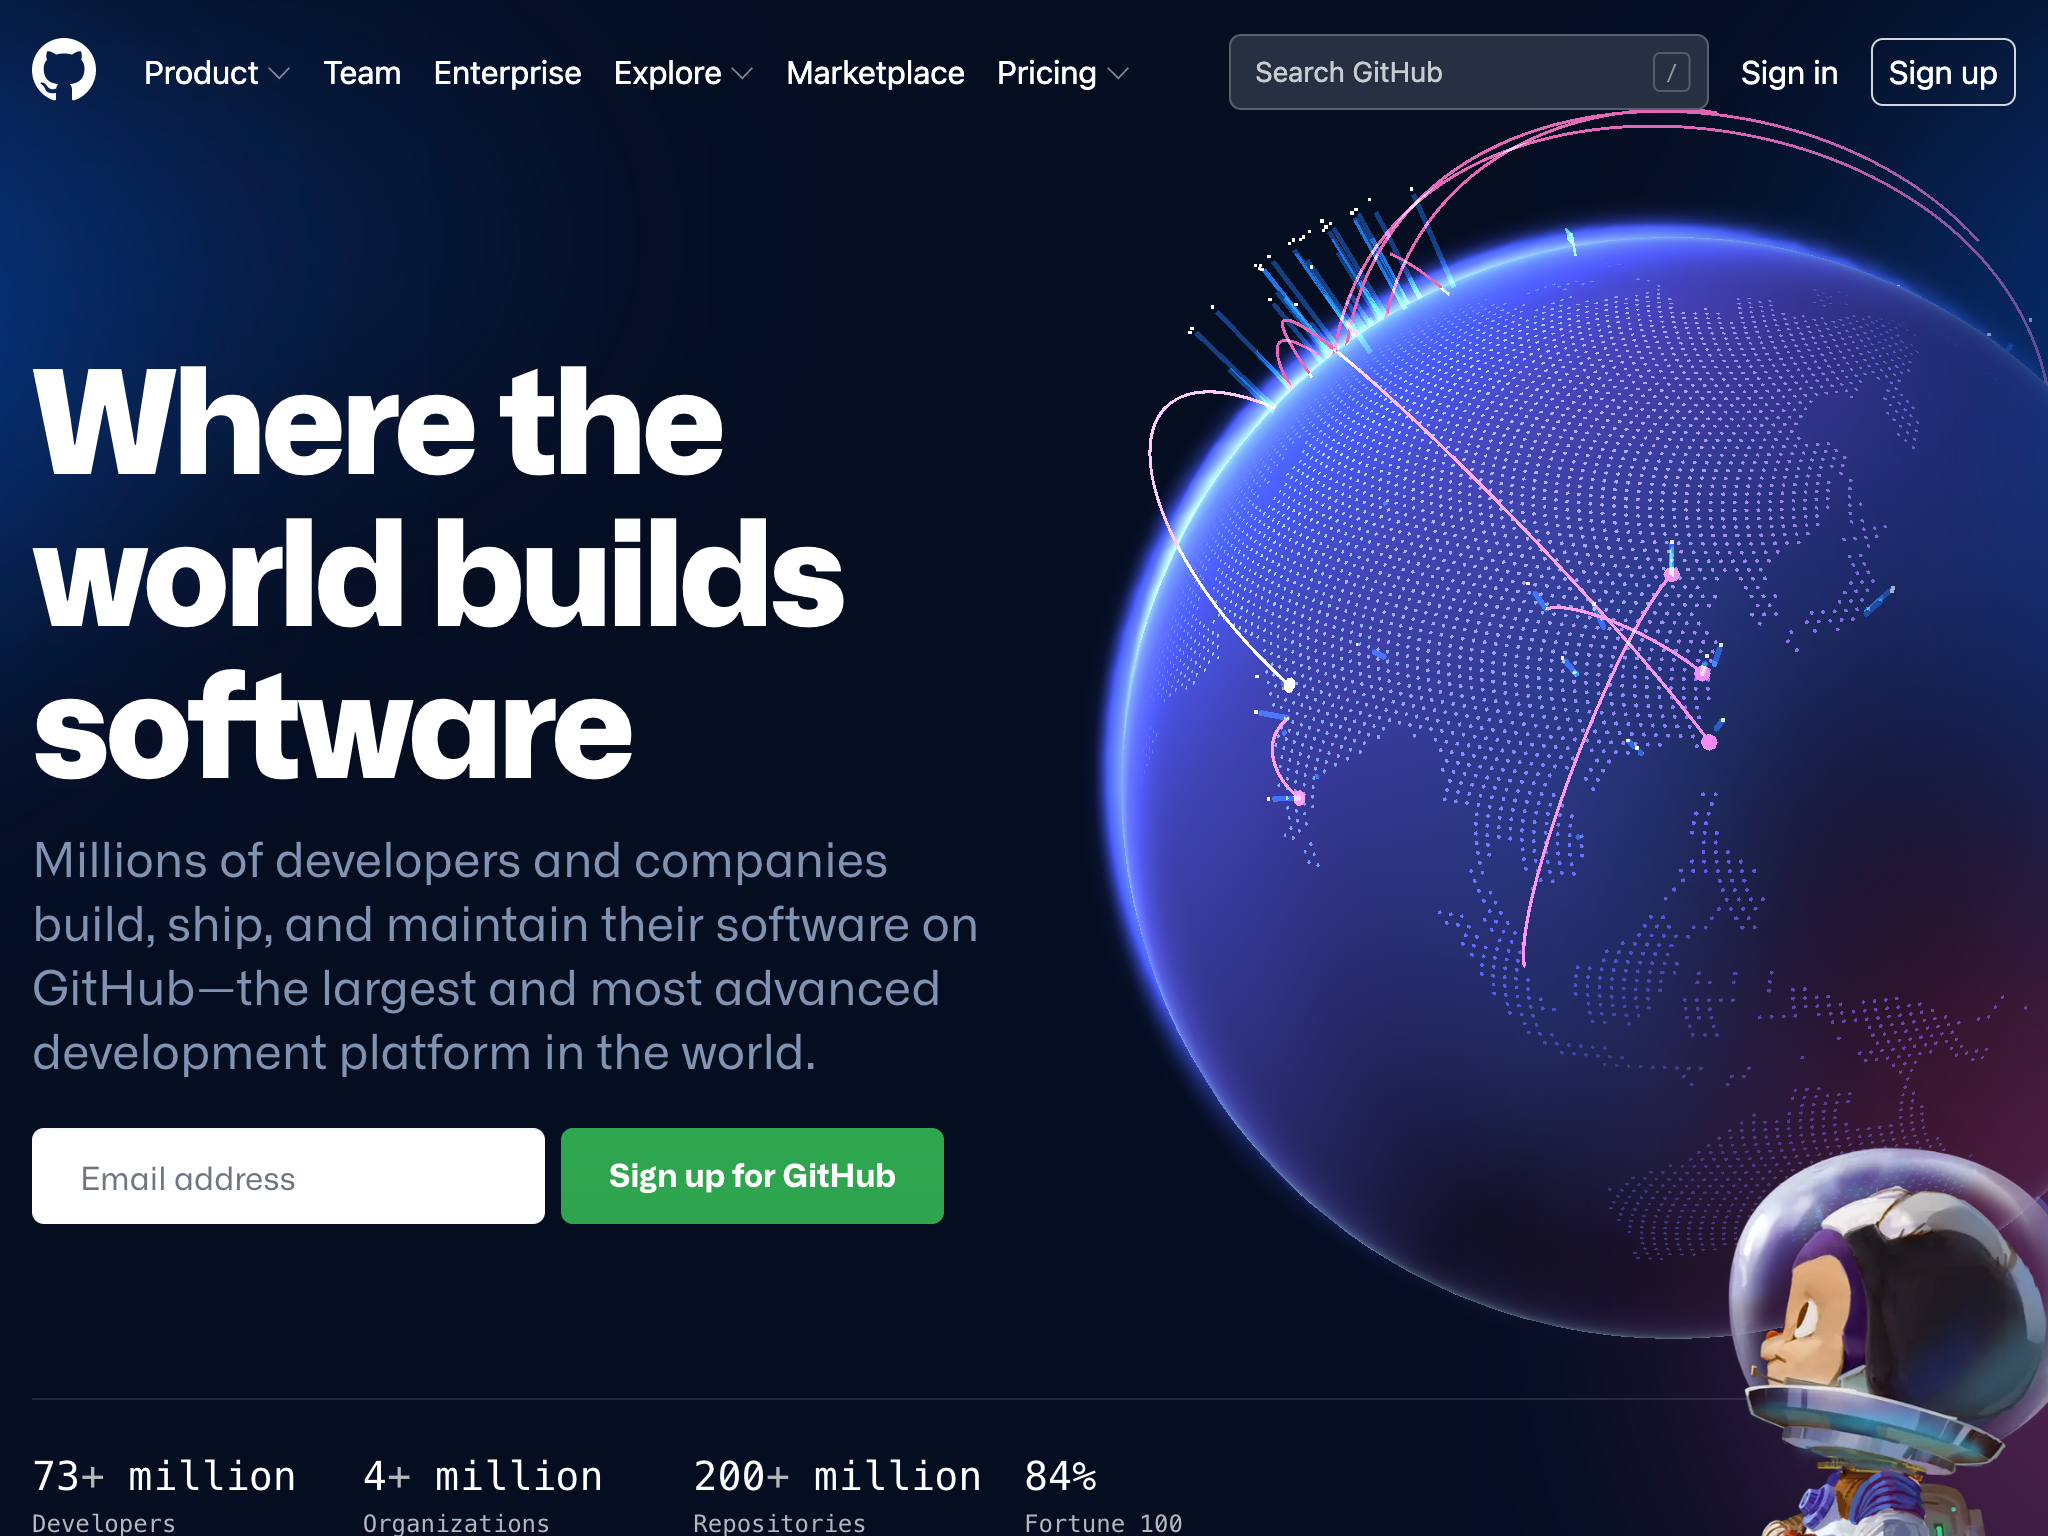 Product Team Enterprise Explore Marketplace Pricing Search GitHub / Sign in Sign up
Where the
world builds
software
Millions of developers and companies
build, ship, and maintain their software on
GitHub—the largest and most advanced
development platform in the world.
Email address Sign up for GitHub
73+ million 4+ million 200+ million 84%
Developers Organizations Repositories Fortune 100